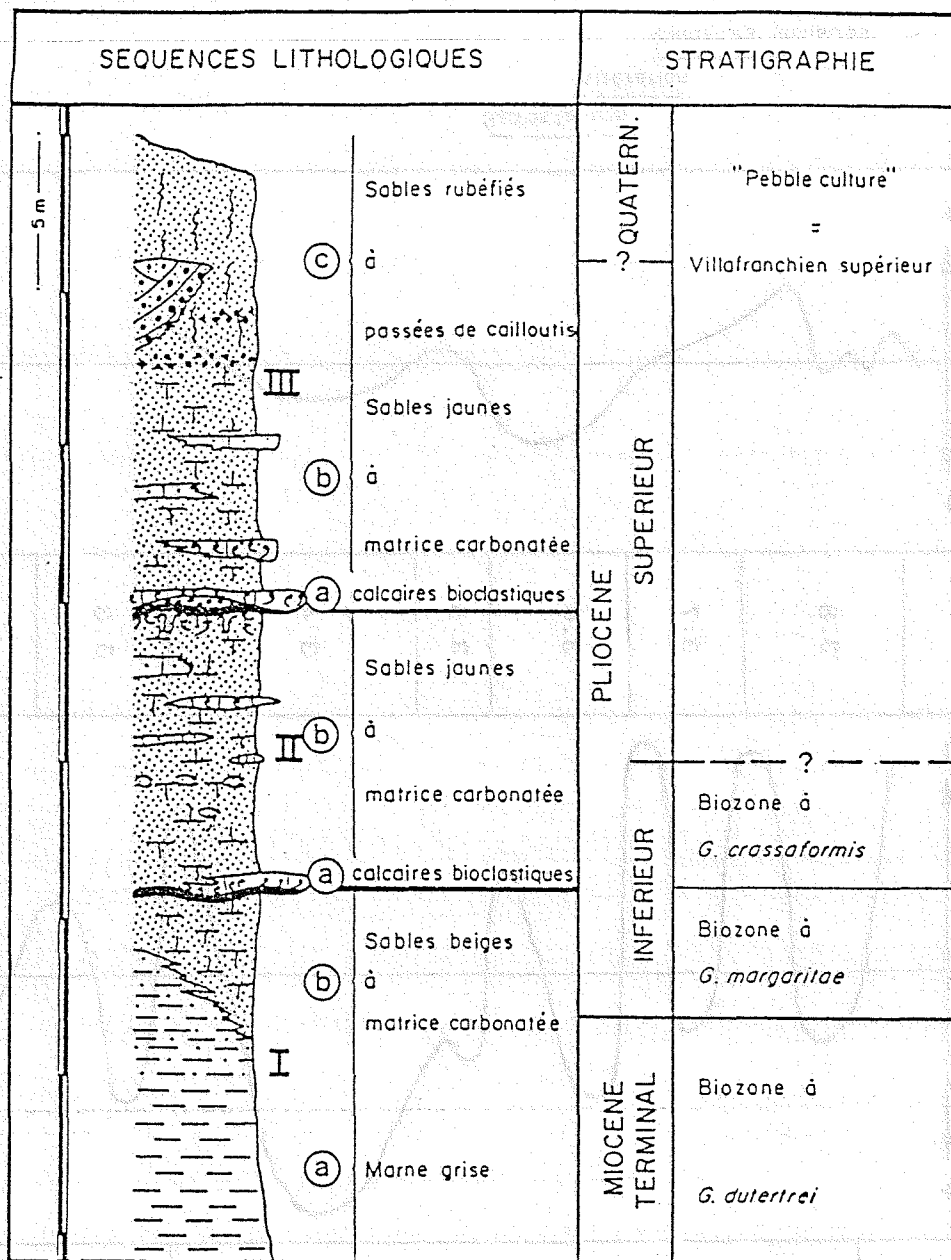 SEQUENCES LITHOLOGIQUES
STRATIGRAPHIE
5m
Sables rubéfiés
c
à
passées de cailloutis
III
Sables jaunes
b
à
matrice carbonatée
a
calcaires bioclastiques
Sables jaunes
II
b
à
matrice carbonatée
a
calcaires bioclastiques
Sables beiges
b
à
matrice carbonatée
I
a
Marne grise
QUATERN.
?
PLIOCENE
SUPERIEUR
?
INFERIEUR
MIOCENE
TERMINAL
"Pebble culture"
=
Villafranchien supérieur
Biozone à
G. crassaformis
Biozone à
G. margaritae
Biozone à
G. dutertrei